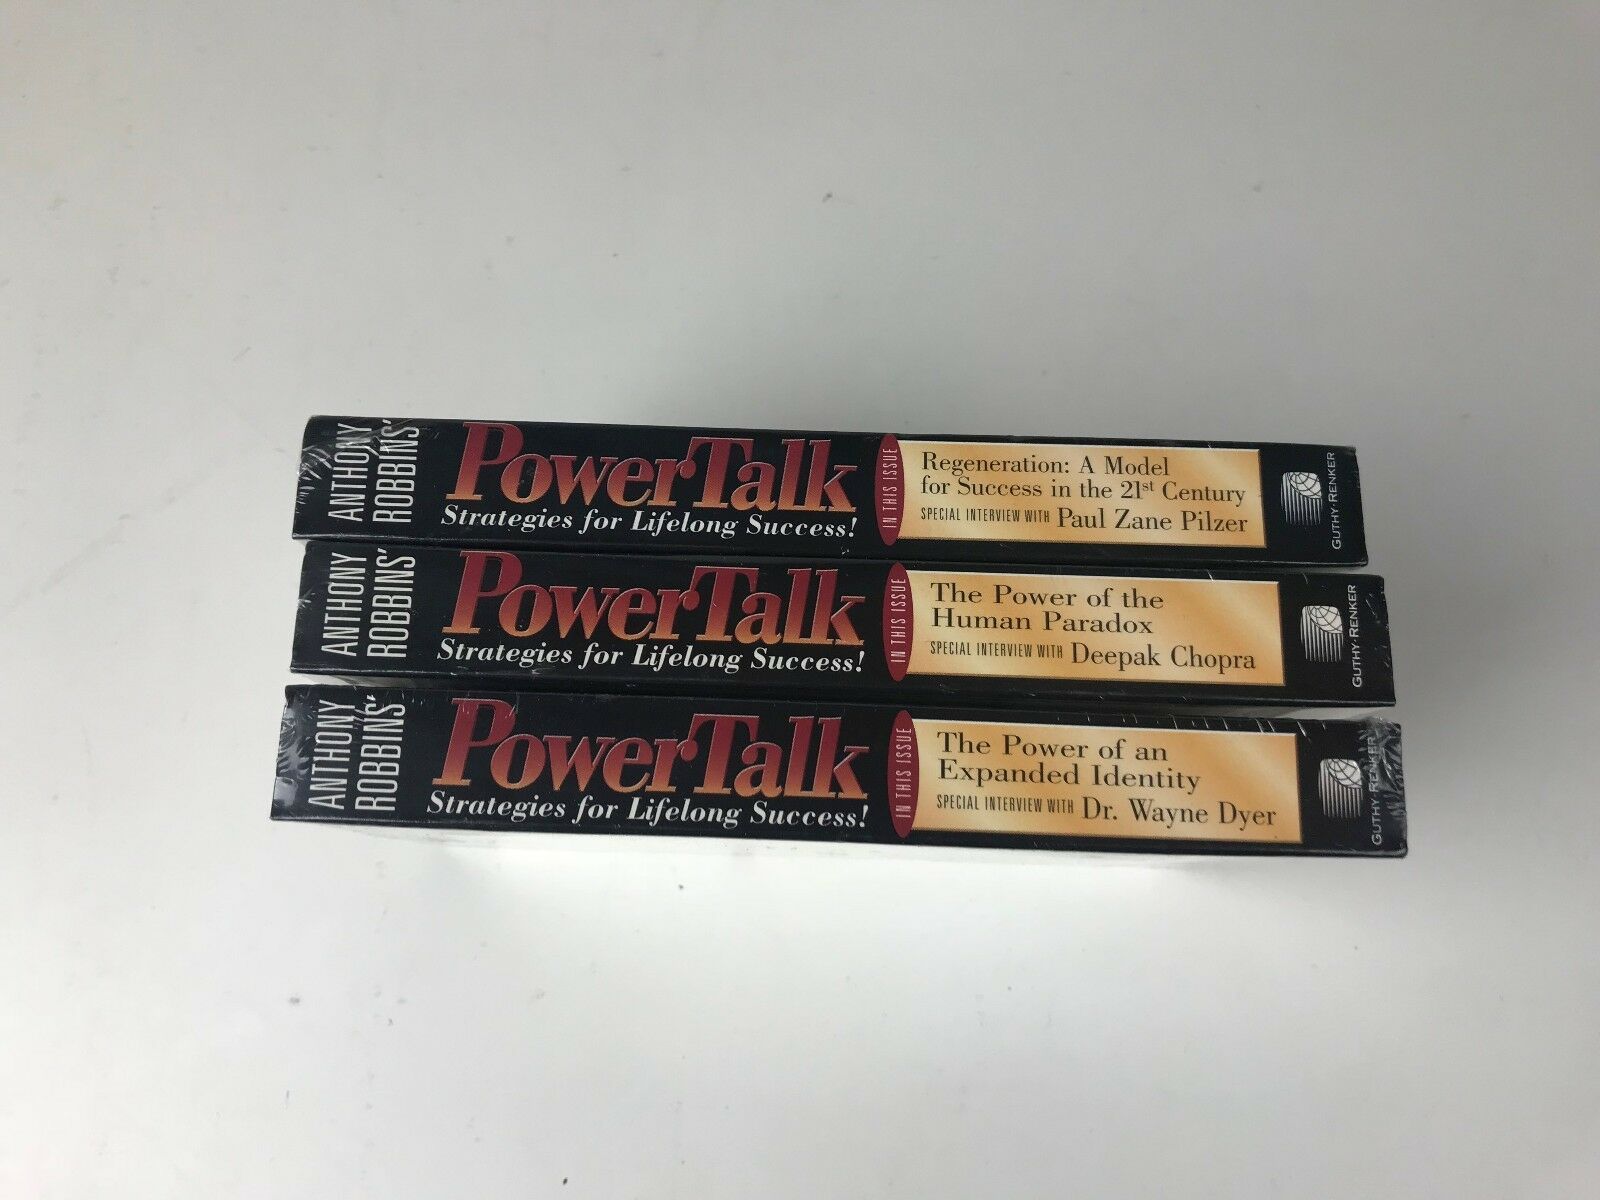 ANTHONY
ROBBINS'
PowerTalk
Strategies for Lifelong Success!
IN THIS ISSUE
Regeneration: A Model
for Success in the 21st Century
SPECIAL INTERVIEW WITH Paul Zane Pilzer
GUTHY-RENKER
ANTHONY
ROBBINS'
PowerTalk
Strategies for Lifelong Success!
IN THIS ISSUE
The Power of the
Human Paradox
SPECIAL INTERVIEW WITH Deepak Chopra
GUTHY-RENKER
ANTHONY
ROBBINS'
PowerTalk
Strategies for Lifelong Success!
IN THIS ISSUE
The Power of an
Expanded Identity
SPECIAL INTERVIEW WITH Dr. Wayne Dyer
GUTHY-RENKER